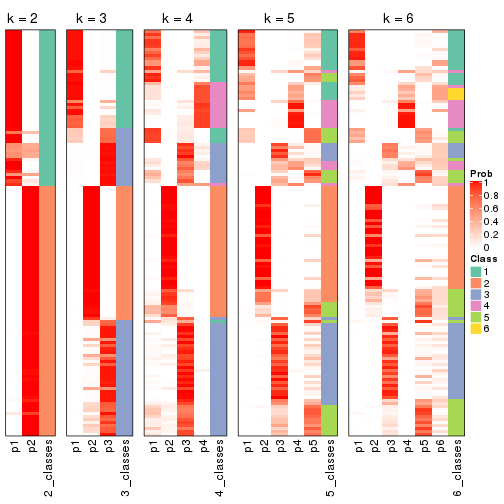 k = 2
k = 3
k = 4
k = 5
k = 6
Prob
1
0.8
0.6
0.4
0.2
0
Class
1
2
3
4
5
6
p1
p2
2_classes
p1
p2
p3
3_classes
p1
p2
p3
p4
4_classes
p1
p2
p3
p4
p5
5_classes
p1
p2
p3
p4
p5
p6
6_classes